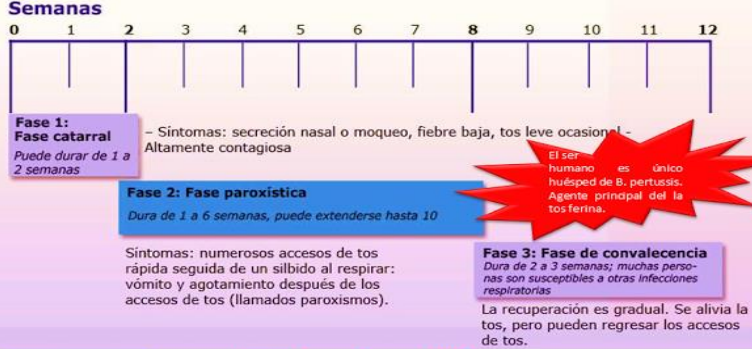 Semanas
0 1 2 3 4 5 6 7 8 9 10 11 12
Fase 1:
Fase catarral
Puede durar de 1 a
2 semanas
– Síntomas: secreción nasal o moqueo, fiebre baja, tos leve ocasional -
Altamente contagiosa
El ser
humano es único
huésped de B. pertussis.
Agente principal del la
tos ferina.
Fase 2: Fase paroxística
Dura de 1 a 6 semanas, puede extenderse hasta 10
Síntomas: numerosos accesos de tos
rápida seguida de un silbido al respirar:
vómito y agotamiento después de los
accesos de tos (llamados paroxismos).
Fase 3: Fase de convalecencia
Dura de 2 a 3 semanas; muchas perso-
nas son susceptibles a otras infecciones
respiratorias
La recuperación es gradual. Se alivia la
tos, pero pueden regresar los accesos
de tos.